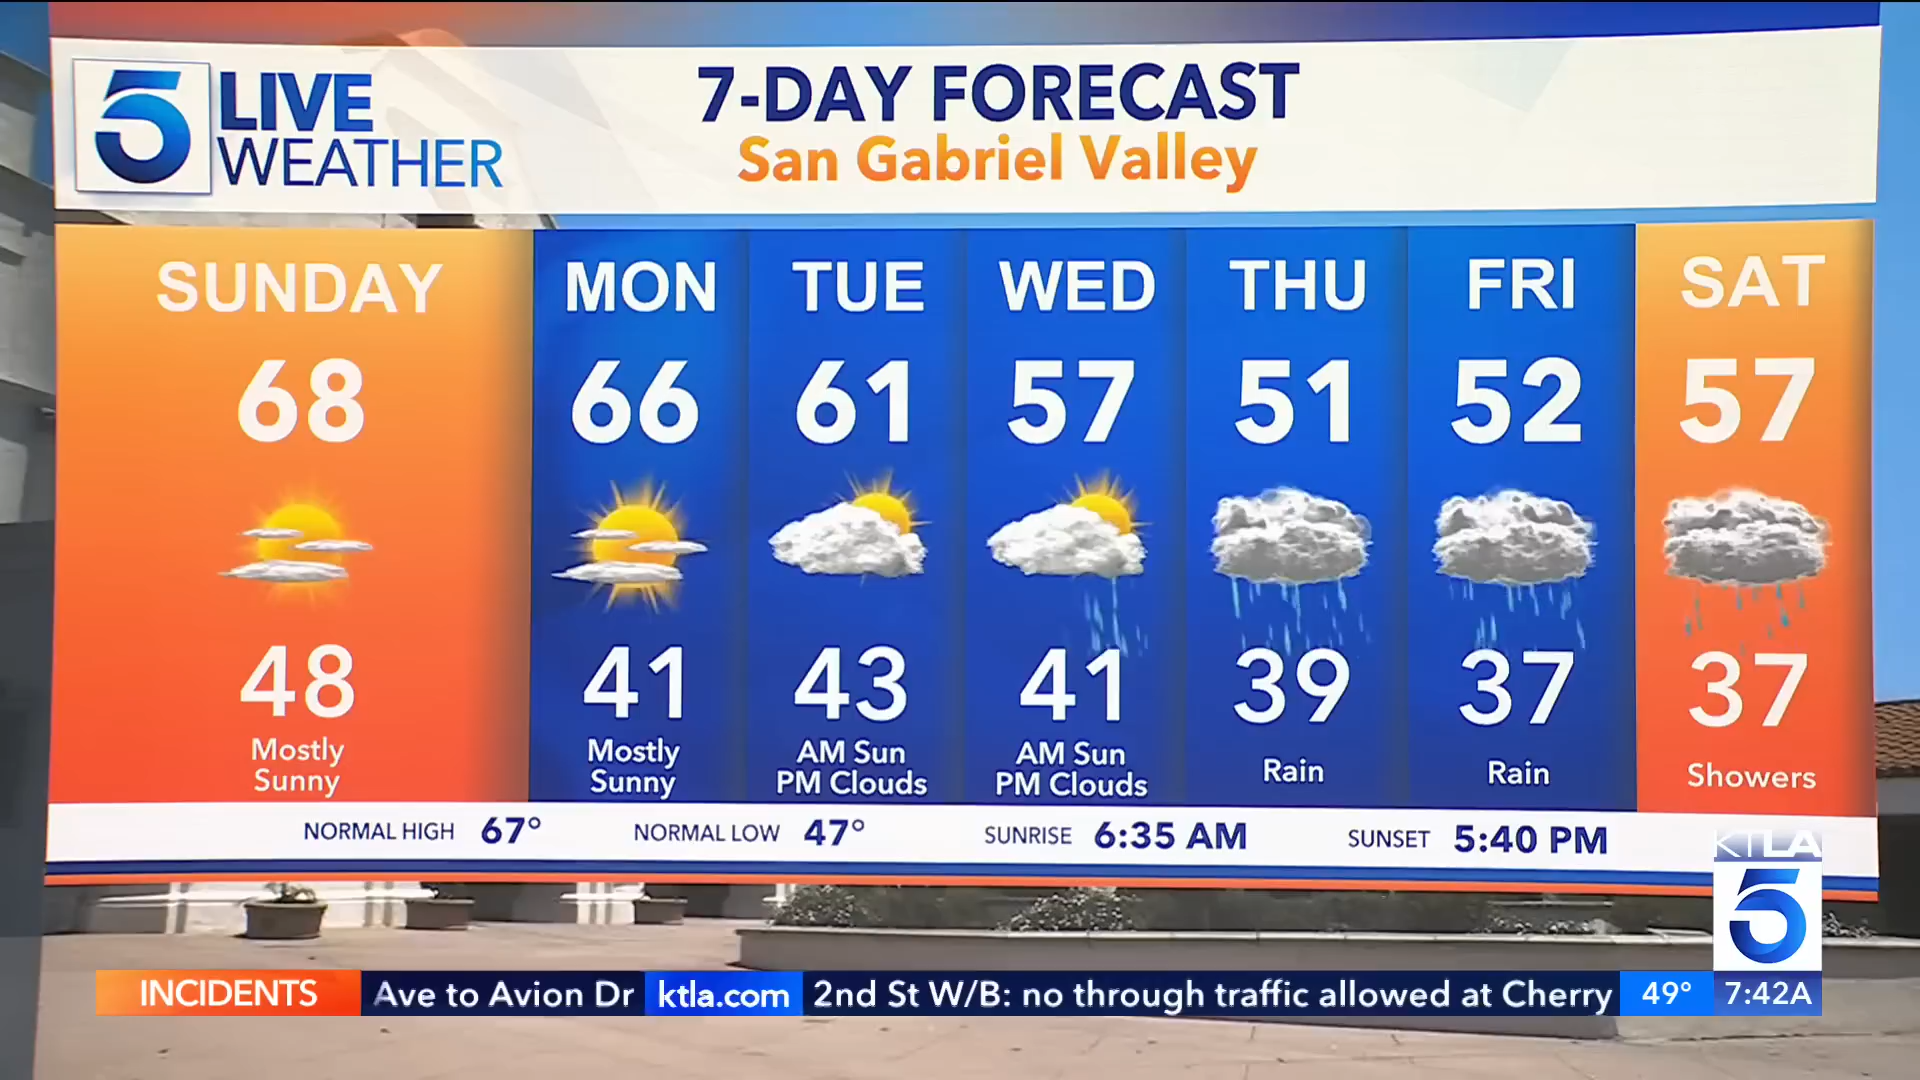 5 LIVE
WEATHER
7-DAY FORECAST
San Gabriel Valley
SUNDAY
68
48
Mostly
Sunny
MON
66
41
Mostly
Sunny
TUE
61
43
AM Sun
PM Clouds
WED
57
41
AM Sun
PM Clouds
THU
51
39
Rain
FRI
52
37
Rain
SAT
57
37
Showers
NORMAL HIGH 67° NORMAL LOW 47° SUNRISE 6:35 AM SUNSET 5:40 PM
KTLA
5
INCIDENTS Ave to Avion Dr ktla.com 2nd St W/B: no through traffic allowed at Cherry 49° 7:42A